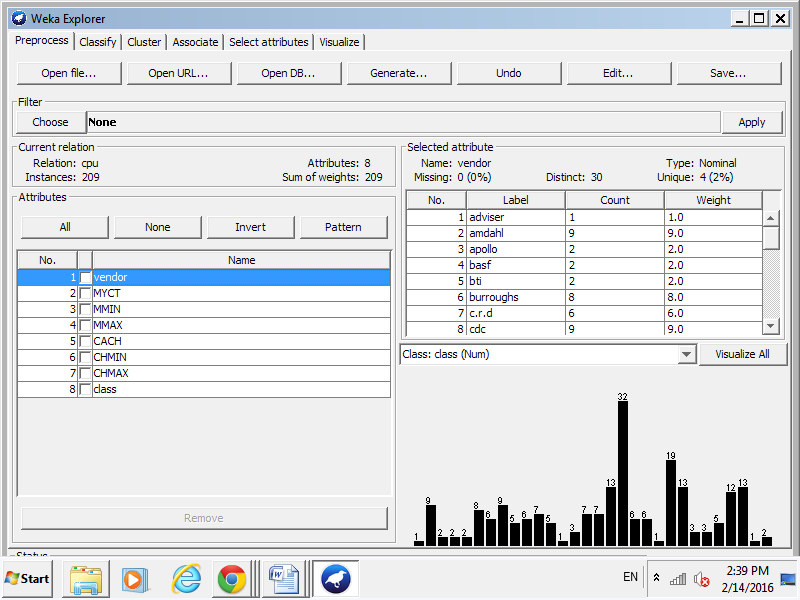 Weka Explorer
Preprocess Classify Cluster Associate Select attributes Visualize
Open file... Open URL... Open DB... Generate... Undo Edit... Save...
Filter
Choose None Apply
Current relation
Relation: cpu Attributes: 8
Instances: 209 Sum of weights: 209
Attributes
All None Invert Pattern
No. Name
1 vendor
2 MYCT
3 MMIN
4 MMAX
5 CACH
6 CHMIN
7 CHMAX
8 class
Remove
Selected attribute
Name: vendor Type: Nominal
Missing: 0 (0%) Distinct: 30 Unique: 4 (2%)
No. Label Count Weight
1 adviser 1 1.0
2 amdahl 9 9.0
3 apollo 2 2.0
4 basf 2 2.0
5 bti 2 2.0
6 burroughs 8 8.0
7 c.r.d 6 6.0
8 cdc 9 9.0
Class: class (Num) Visualize All
1 9 2 2 2 8 6 9 5 6 7 5 1 3 7 7 13 32 6 6 1 19 13 3 3 5 12 13 1 2
Status
Start EN 2:39 PM
2/14/2016